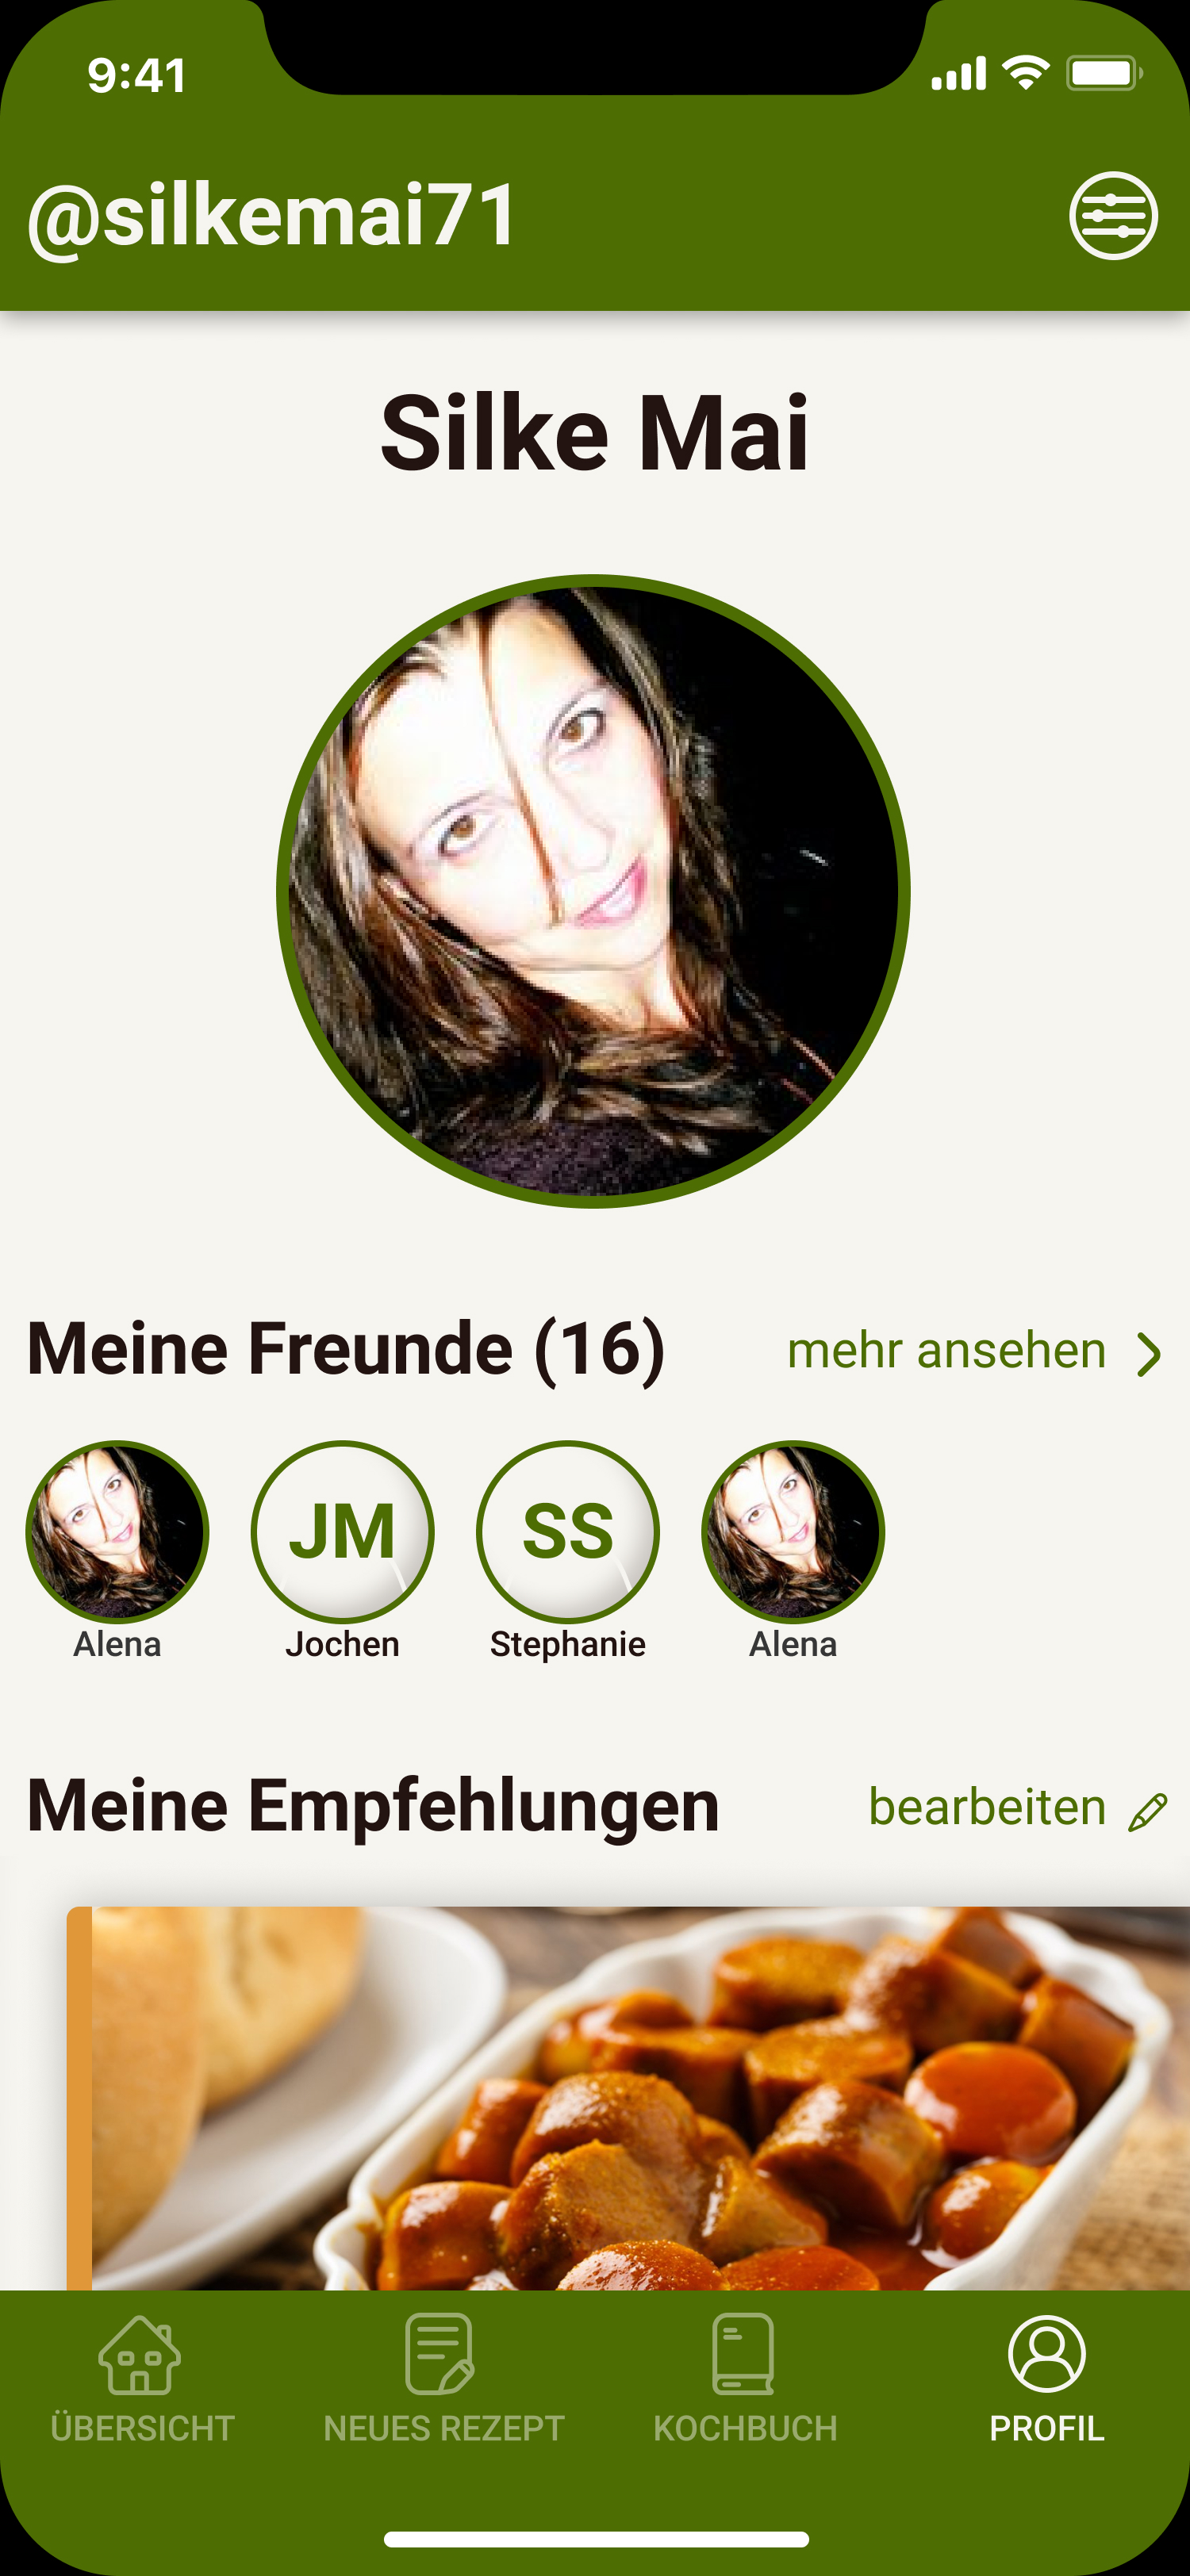 9:41
@silkemai71
Silke Mai
Meine Freunde (16)
mehr ansehen
JM
SS
Alena
Jochen
Stephanie
Alena
Meine Empfehlungen
bearbeiten
ÜBERSICHT
NEUES REZEPT
KOCHBUCH
PROFIL